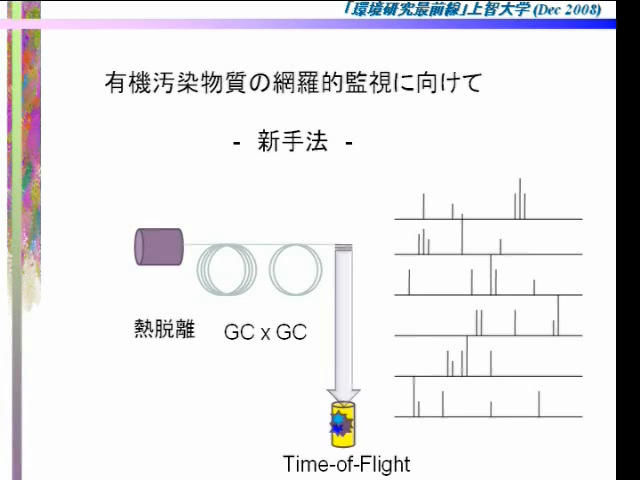 「環境研究最前線」上智大学 (Dec 2008)
有機汚染物質の網羅的監視に向けて
- 新手法 -
熱脱離
GC x GC
Time-of-Flight